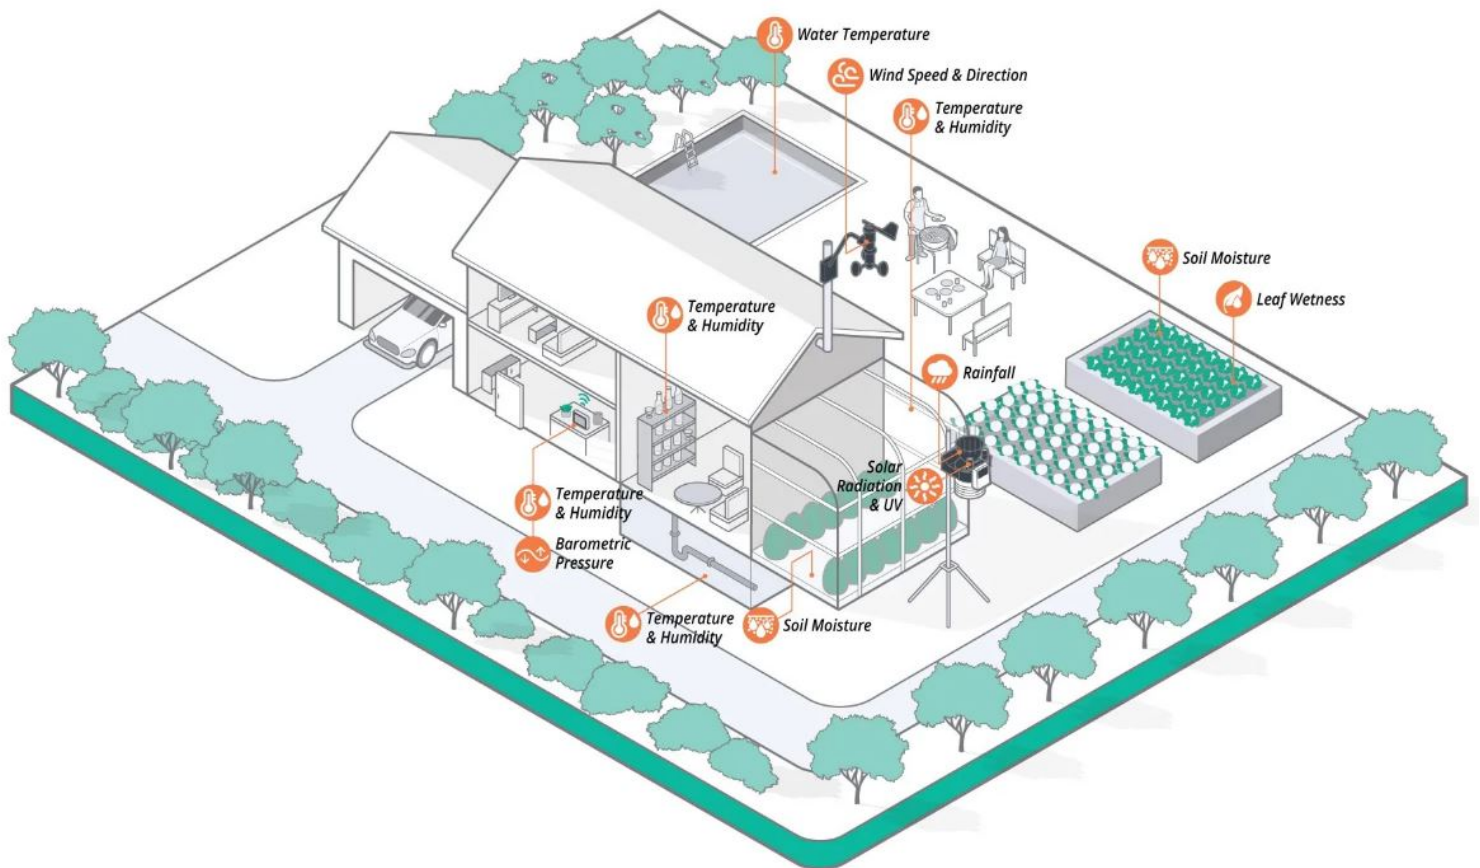 Water Temperature
Wind Speed & Direction
Temperature
& Humidity
Soil Moisture
Leaf Wetness
Temperature
& Humidity
Rainfall
Solar
Radiation
& UV
Temperature
& Humidity
Barometric
Pressure
Temperature
& Humidity
Soil Moisture